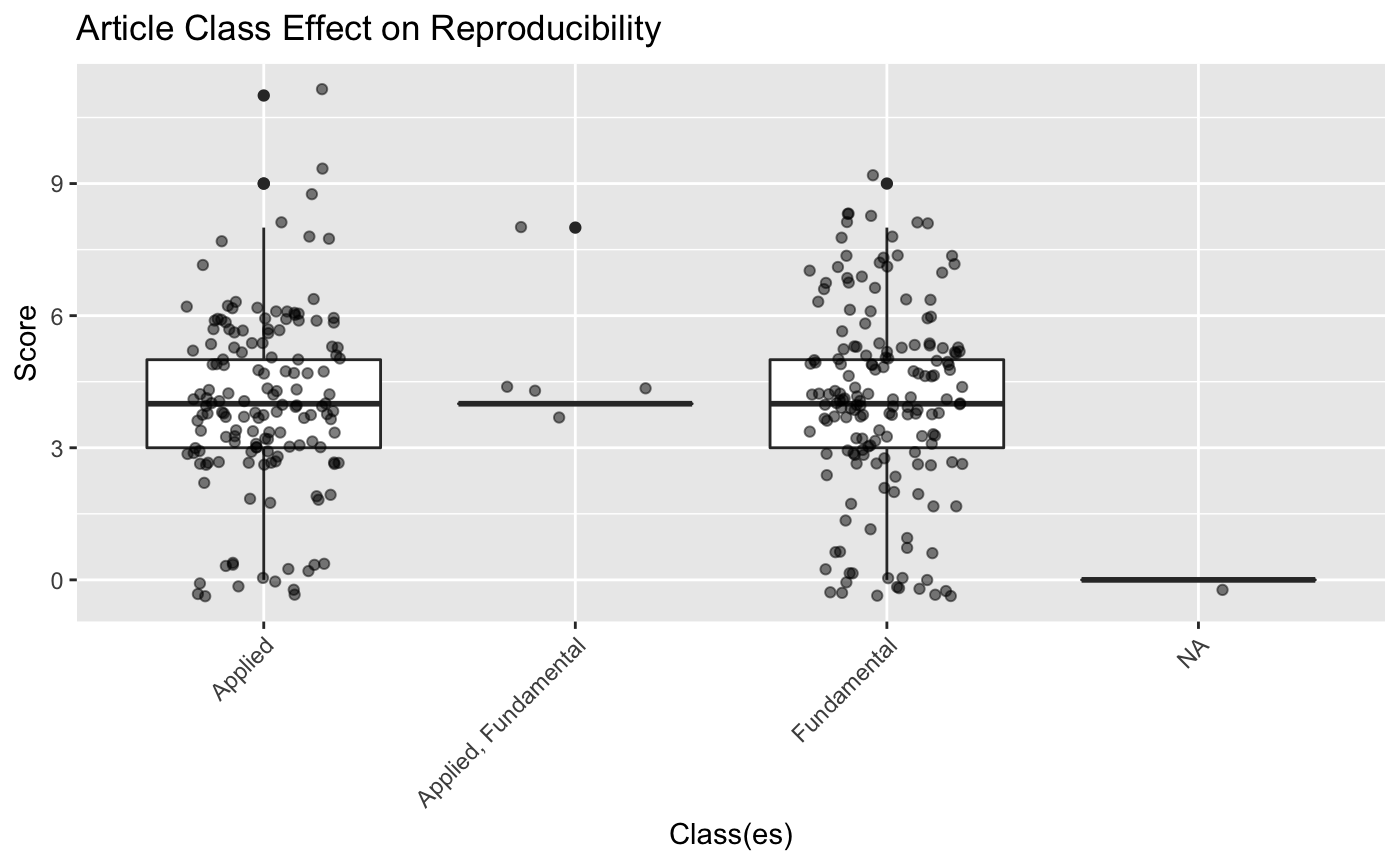 Article Class Effect on Reproducibility
Score
9
6
3
0
Applied
Applied, Fundamental
Fundamental
NA
Class(es)